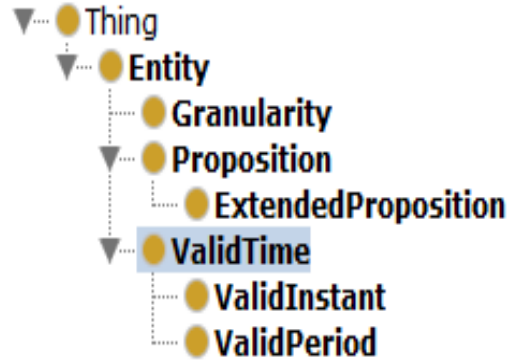 Thing
Entity
Granularity
Proposition
ExtendedProposition
ValidTime
ValidInstant
ValidPeriod